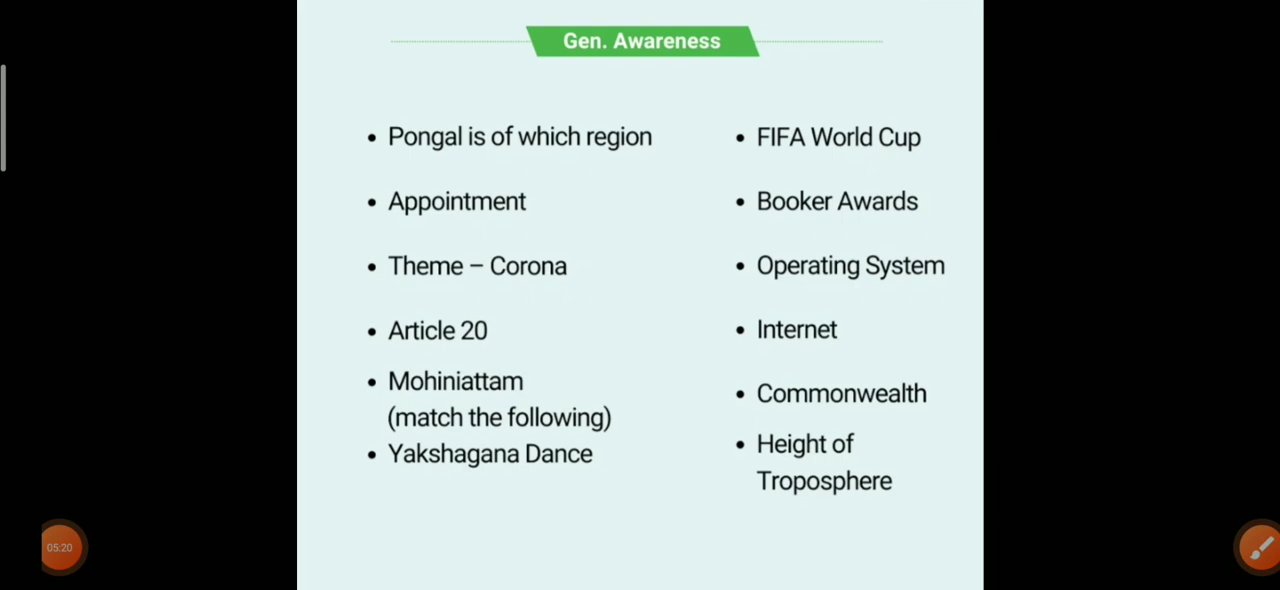 Gen. Awareness
• Pongal is of which region
• Appointment
• Theme – Corona
• Article 20
• Mohiniattam
(match the following)
• Yakshagana Dance
• FIFA World Cup
• Booker Awards
• Operating System
• Internet
• Commonwealth
• Height of
Troposphere
05:20